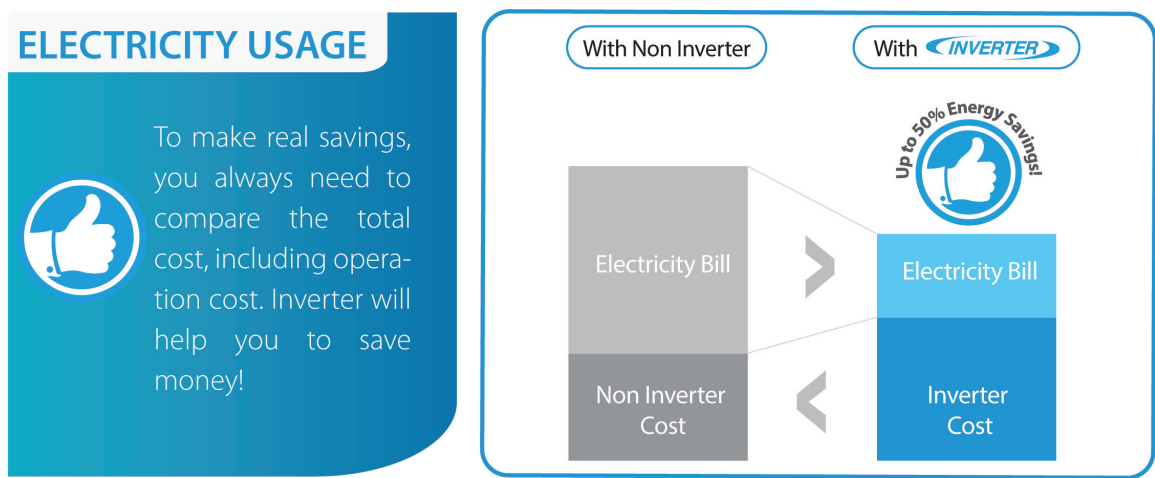 ELECTRICITY USAGE
To make real savings,
you always need to
compare the total
cost, including opera-
tion cost. Inverter will
help you to save
money!
With Non Inverter
With INVERTER
Up to 50% Energy Savings!
Electricity Bill
>
Electricity Bill
Non Inverter
Cost
<
Inverter
Cost